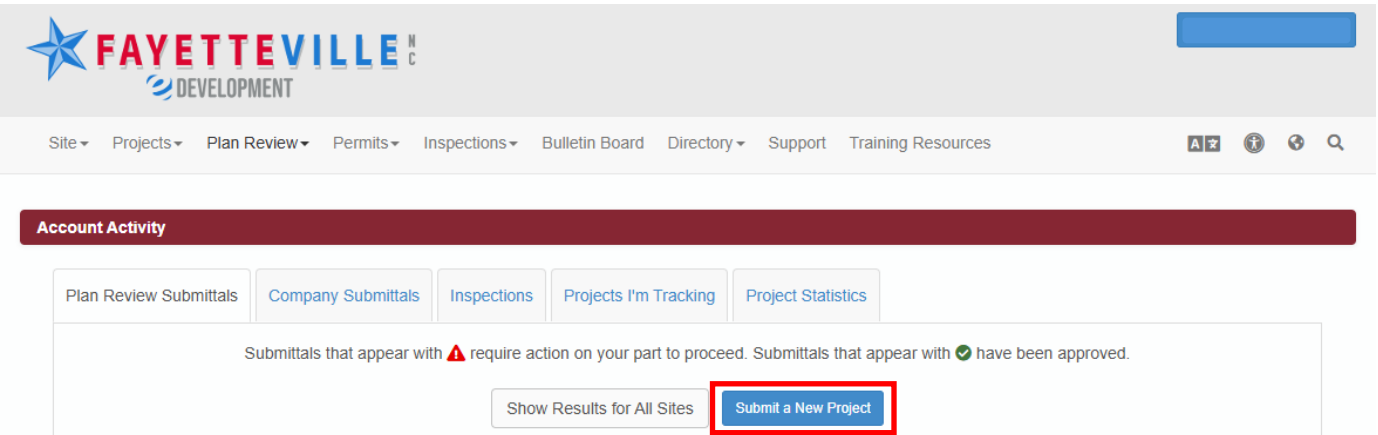 FAYETTEVILLE NC
DEVELOPMENT
Site Projects Plan Review Permits Inspections Bulletin Board Directory Support Training Resources
A 文
Account Activity
Plan Review Submittals Company Submittals Inspections Projects I'm Tracking Project Statistics
Submittals that appear with require action on your part to proceed. Submittals that appear with have been approved.
Show Results for All Sites Submit a New Project